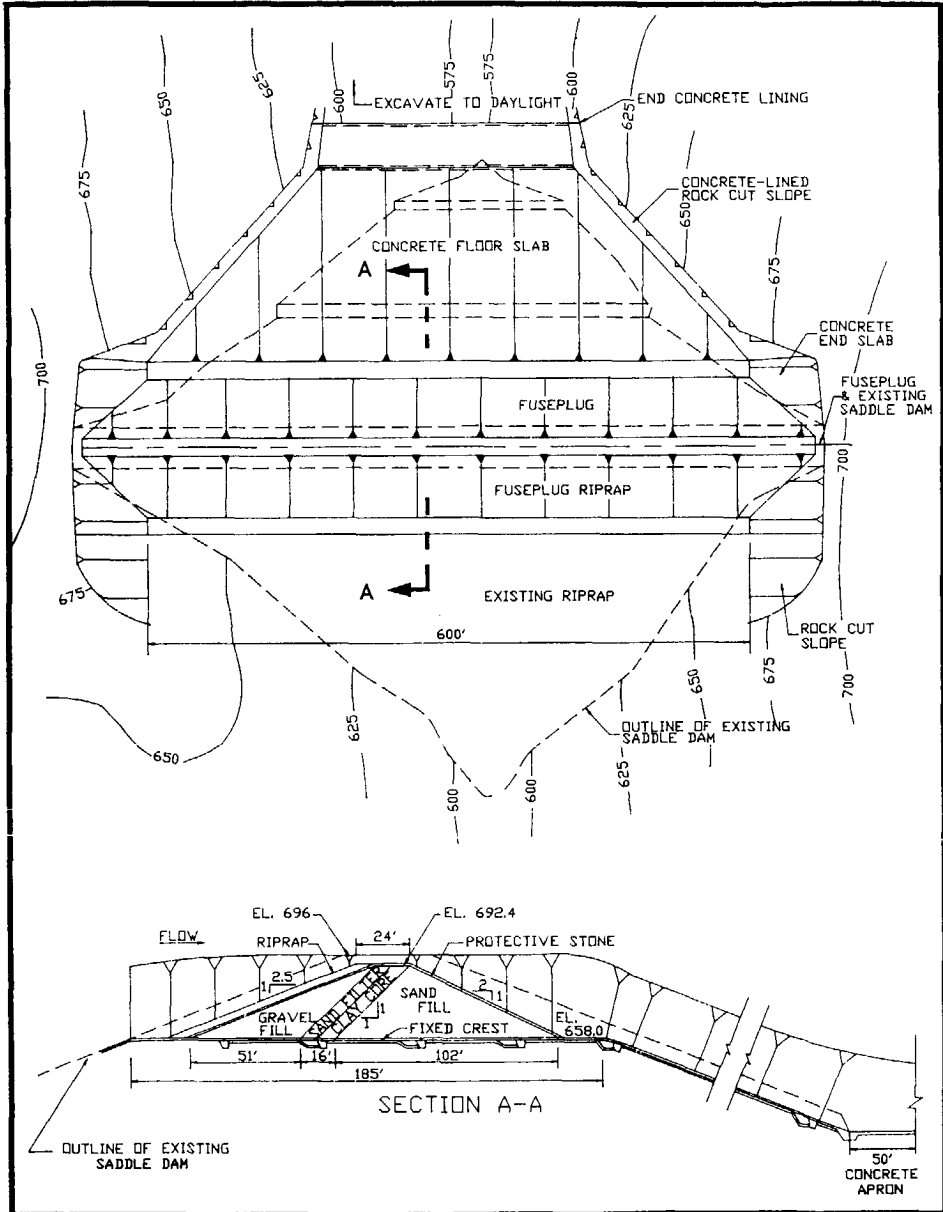 575
575
625
600
600
EXCAVATE TO DAYLIGHT
END CONCRETE LINING
650
625
675
CONCRETE-LINED
ROCK CUT SLOPE
650
CONCRETE FLOOR SLAB
675
A
CONCRETE
END SLAB
700
FUSEPLUG
& EXISTING
SADDLE DAM
FUSEPLUG
700
FUSEPLUG RIPRAP
A
EXISTING RIPRAP
675
600'
ROCK CUT
SLOPE
650
675
700
625
OUTLINE OF EXISTING
SADDLE DAM
650
625
600
600
EL. 696
EL. 692.4
24'
FLOW
RIPRAP
PROTECTIVE STONE
2.5
1
2
1
SAND FILTER
CLAY CORE
SAND
FILL
GRAVEL
FILL
1
1
EL.
658.0
FIXED CREST
51'
16'
102'
185'
SECTION A-A
OUTLINE OF EXISTING
SADDLE DAM
50'
CONCRETE
APRON